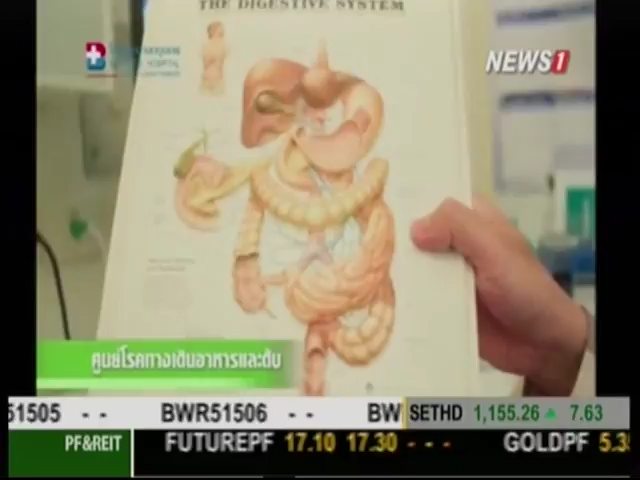 THE DIGESTIVE SYSTEM
NEWS1
ศูนย์โรคทางเดินอาหารและตับ
51505 - - BWR51506 - - BW SETHD 1,155.26 ▲ 7.63
PF&REIT FUTUREPF 17.10 17.30 - - - GOLDPF 5.3